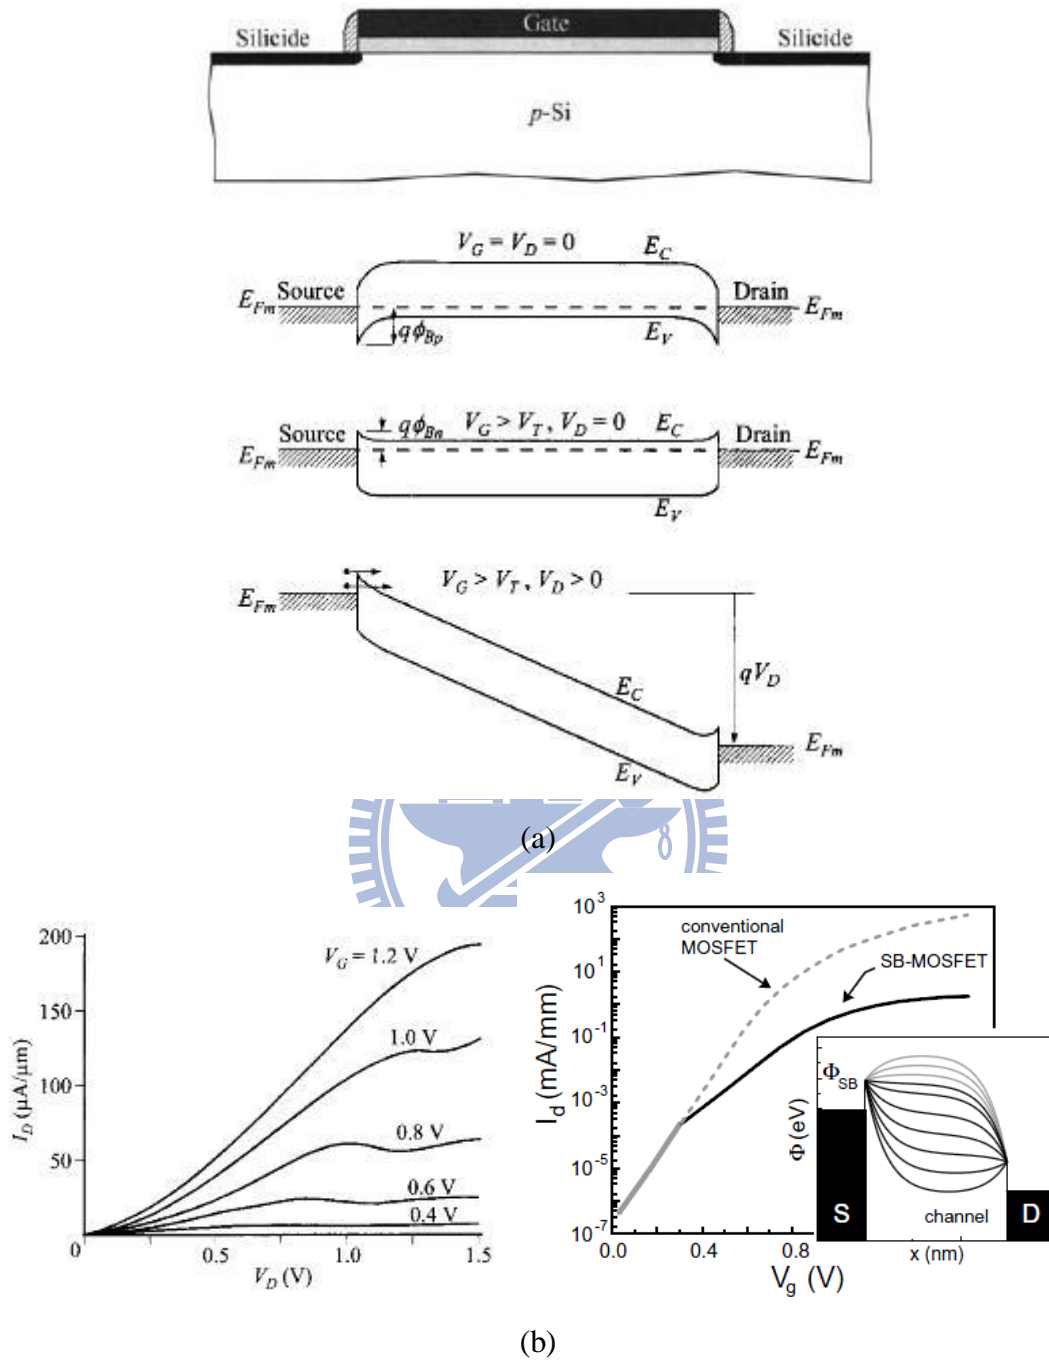 Gate
Silicide Silicide
p-Si
V_G = V_D = 0 E_C
E_Fm Source Drain E_Fm
qϕ_Bp E_V
qϕ_Bn V_G > V_T, V_D = 0 E_C
Source Drain
E_Fm E_Fm
E_V
V_G > V_T, V_D > 0
E_Fm
qV_D
E_C
E_V E_Fm
(a)
200
150
100
50
0
0.5
1.0
1.5
I_D (μA/μm)
V_D (V)
V_G = 1.2 V
1.0 V
0.8 V
0.6 V
0.4 V
10^3
10^1
10^-1
10^-3
10^-5
10^-7
0.0
0.4
0.8
I_d (mA/mm)
V_g (V)
conventional
MOSFET
SB-MOSFET
Φ_SB
Φ (eV)
S
channel
D
x (nm)
(b)